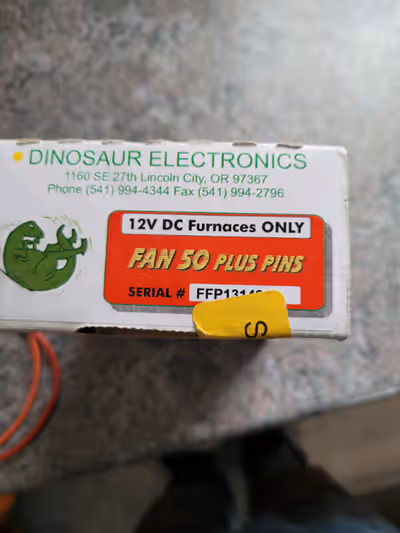 DINOSAUR ELECTRONICS
1160 SE 27th Lincoln City, OR 97367
Phone (541) 994-4344 Fax (541) 994-2796
12V DC Furnaces ONLY
FAN 50 PLUS PINS
SERIAL #
S